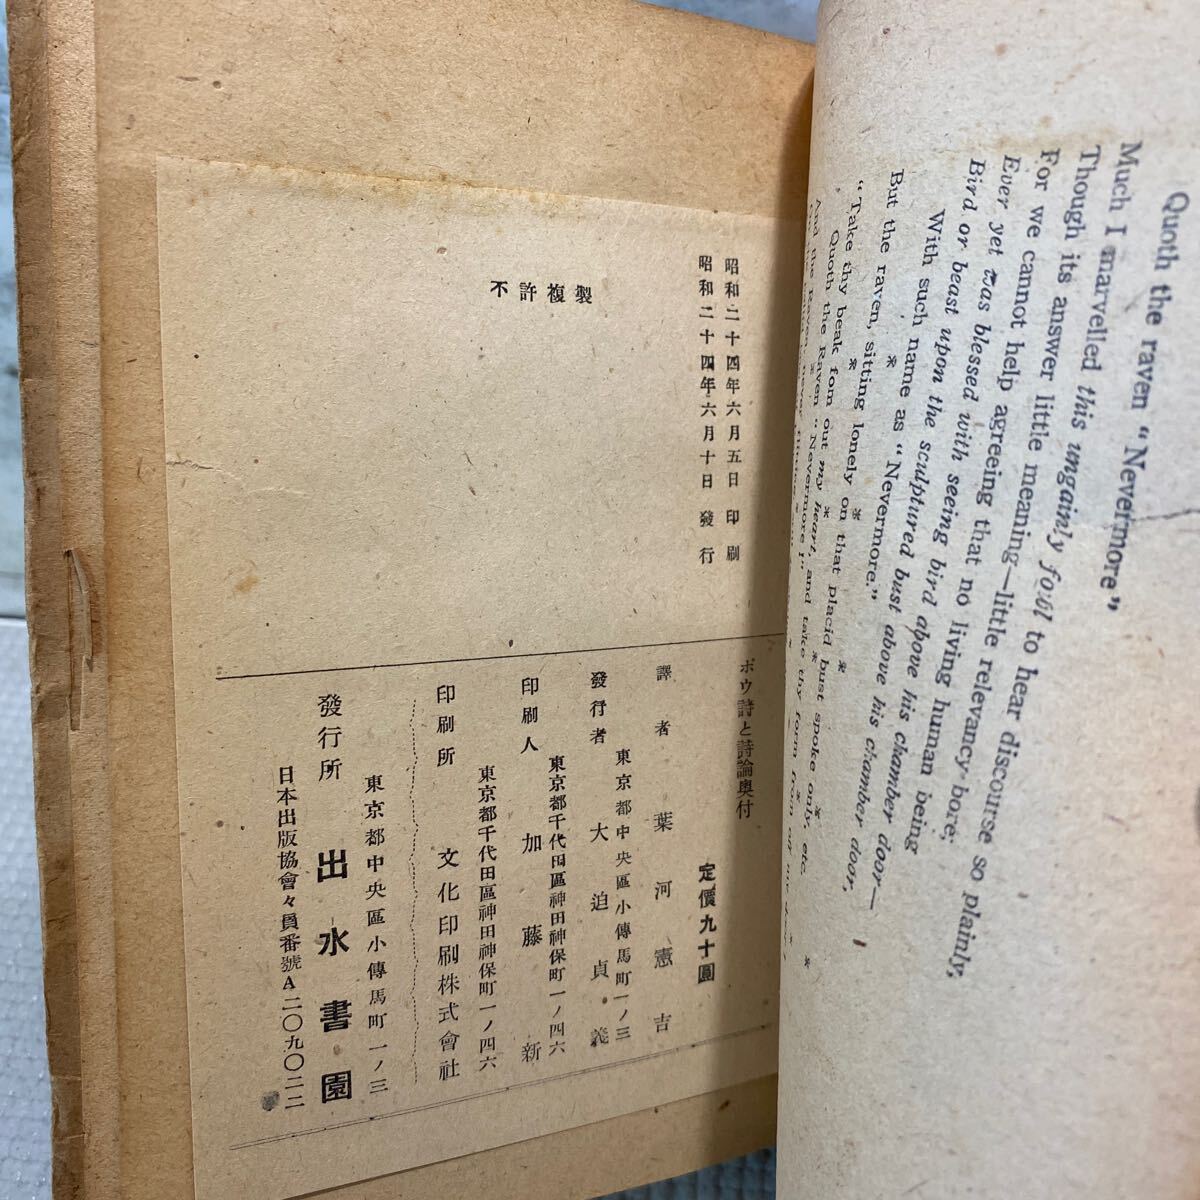 Quoth the raven “Nevermore”
Much I marvelled this ungainly fowl to hear discourse so plainly,
Though its answer little meaning—little relevancy bore;
For we cannot help agreeing that no living human being
Ever yet was blessed with seeing bird above his chamber door—
Bird or beast upon the sculptured bust above his chamber door,
With such name as “Nevermore.”
But the raven, sitting lonely on that placid bust spoke only, etc.
* * * * *
“Take thy beak fom out my heart, and take thy form from off my door!”
Quoth the Raven “Nevermore!”
* * * * *
And the Raven, never flitting,
昭和二十四年六月五日印刷
昭和二十四年六月十日發行
不許複製
ポウ詩と詩論奧付
定價九十圓
譯者 葉河憲吉
東京都中央區小傳馬町一ノ三
發行者 大迫貞義
東京都千代田區神田神保町一ノ四六
印刷人 加藤新
東京都千代田區神田神保町一ノ四六
印刷所 文化印刷株式會社
東京都中央區小傳馬町一ノ三
發行所 出水書園
日本出版協會々員番號A二〇九〇二二